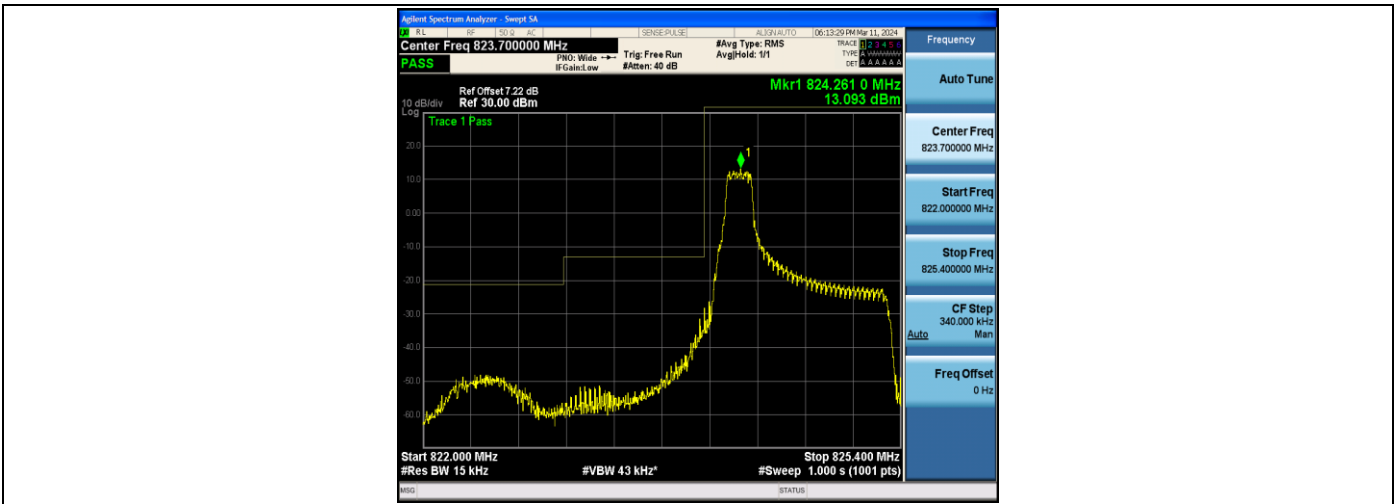 Agilent Spectrum Analyzer - Swept SA
RL RF 50 Ω AC SENSE:PULSE ALIGN AUTO 06:13:29 PM Mar 11, 2024
Center Freq 823.700000 MHz
PASS
PNO: Wide
IFGain:Low
Trig: Free Run
#Atten: 40 dB
#Avg Type: RMS
Avg|Hold: 1/1
TRACE 1 2 3 4 5 6
TYPE A
DET A A A A A A
Mkr1 824.261 0 MHz
13.093 dBm
Ref Offset 7.22 dB
10 dB/div Ref 30.00 dBm
Log
Trace 1 Pass
1
20.0
10.0
0.00
-10.0
-20.0
-30.0
-40.0
-50.0
-60.0
Start 822.000 MHz Stop 825.400 MHz
#Res BW 15 kHz #VBW 43 kHz* #Sweep 1.000 s (1001 pts)
MSG STATUS
Frequency
Auto Tune
Center Freq
823.700000 MHz
Start Freq
822.000000 MHz
Stop Freq
825.400000 MHz
CF Step
340.000 kHz
Auto Man
Freq Offset
0 Hz